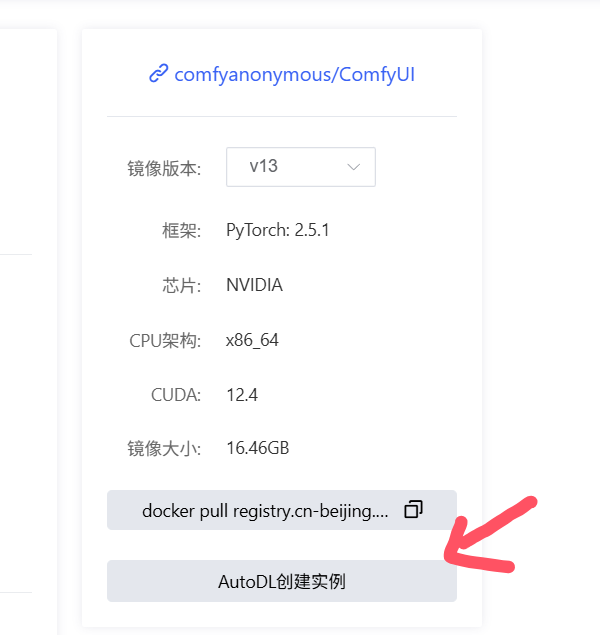 comfyanonymous/ComfyUI
镜像版本: v13
框架: PyTorch: 2.5.1
芯片: NVIDIA
CPU架构: x86_64
CUDA: 12.4
镜像大小: 16.46GB
docker pull registry.cn-beijing....
AutoDL创建实例